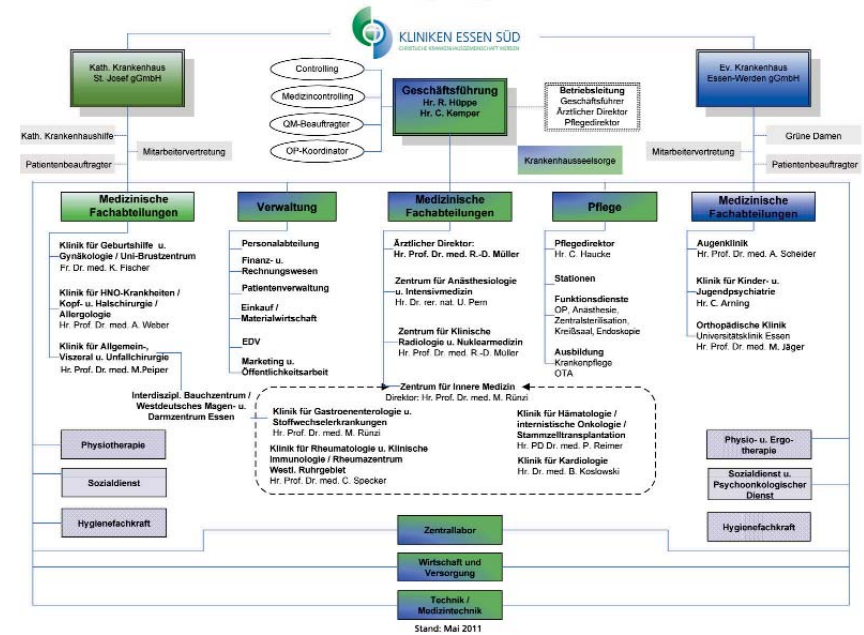 KLINIKEN ESSEN SÜD
CHRISTLICHE KRANKENHAUSGEMEINSCHAFT WERDEN
Kath. Krankenhaus
St. Josef gGmbH
Controlling
Medizincontrolling
QM-Beauftragter
OP-Koordinator
Geschäftsführung
Hr. R. Hüppe
Hr. C. Kemper
Betriebsleitung
Geschäftsführer
Ärztlicher Direktor
Pflegedirektor
Ev. Krankenhaus
Essen-Werden gGmbH
Kath. Krankenhaushilfe
Mitarbeitervertretung
Patientenbeauftragter
Krankenhausseelsorge
Grüne Damen
Mitarbeitervertretung
Patientenbeauftragter
Medizinische
Fachabteilungen
Klinik für Geburtshilfe u.
Gynäkologie / Uni-Brustzentrum
Fr. Dr. med. K. Fischer
Klinik für HNO-Krankheiten /
Kopf- u. Halschirurgie /
Allergologie
Hr. Prof. Dr. med. A. Weber
Klinik für Allgemein-,
Viszeral u. Unfallchirurgie
Hr. Prof. Dr. med. M.Peiper
Interdiszipl. Bauchzentrum /
Westdeutsches Magen- u.
Darmzentrum Essen
Verwaltung
Personalabteilung
Finanz- u.
Rechnungswesen
Patientenverwaltung
Einkauf /
Materialwirtschaft
EDV
Marketing u.
Öffentlichkeitsarbeit
Medizinische
Fachabteilungen
Ärztlicher Direktor:
Hr. Prof. Dr. med. R.-D. Müller
Zentrum für Anästhesiologie
u. Intensivmedizin
Hr. Dr. rer. nat. U. Pern
Zentrum für Klinische
Radiologie u. Nuklearmedizin
Hr. Prof. Dr. med. R.-D. Müller
Zentrum für Innere Medizin
Direktor: Hr. Prof. Dr. med. M. Rünzi
Klinik für Gastroenenterologie u.
Stoffwechselerkrankungen
Hr. Prof. Dr. med. M. Rünzi
Klinik für Rheumatologie u. Klinische
Immunologie / Rheumazentrum
Westl. Ruhrgebiet
Hr. Prof. Dr. med. C. Specker
Klinik für Hämatologie /
internistische Onkologie /
Stammzelltransplantation
Hr. PD Dr. med. P. Reimer
Klinik für Kardiologie
Hr. Dr. med. B. Koslowski
Pflege
Pflegedirektor
Hr. C. Haucke
Stationen
Funktionsdienste
OP, Anästhesie,
Zentralsterilisation,
Kreißsaal, Endoskopie
Ausbildung
Krankenpflege
OTA
Medizinische
Fachabteilungen
Augenklinik
Hr. Prof. Dr. med. A. Scheider
Klinik für Kinder- u.
Jugendpsychiatrie
Hr. C. Arning
Orthopädische Klinik
Universitätsklinik Essen
Hr. Prof. Dr. med. M. Jäger
Physiotherapie
Sozialdienst
Hygienefachkraft
Physio- u. Ergo-
therapie
Sozialdienst u.
Psychoonkologischer
Dienst
Hygienefachkraft
Zentrallabor
Wirtschaft und
Versorgung
Technik /
Medizintechnik
Stand: Mai 2011